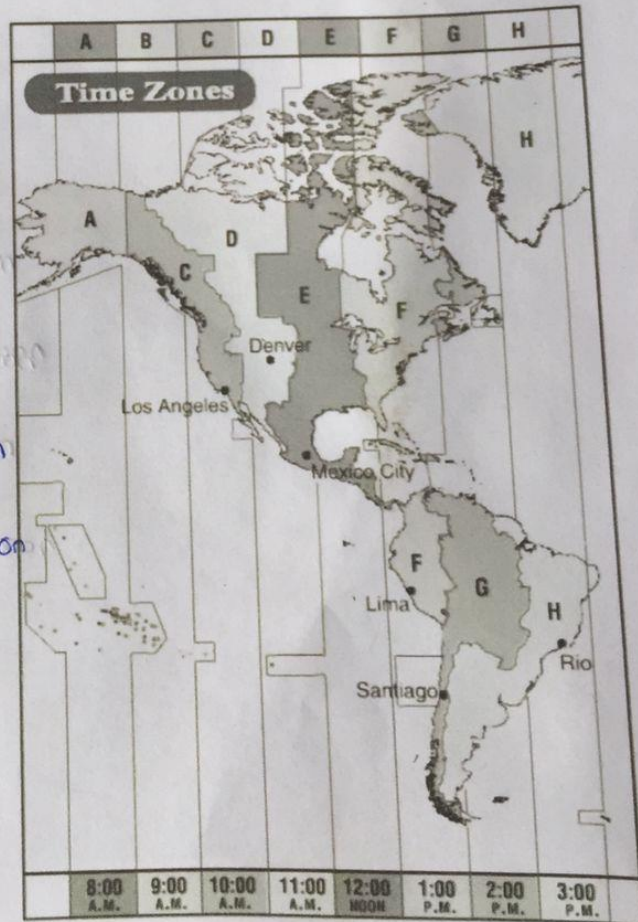 A B C D E F G H
Time Zones
H
A
D
C
E
F
Denver
Los Angeles
Mexico City
on
F
G
H
Lima
Rio
Santiago
8:00 9:00 10:00 11:00 12:00 1:00 2:00 3:00
A.M. A.M. A.M. A.M. NOON P.M. P.M. P.M.